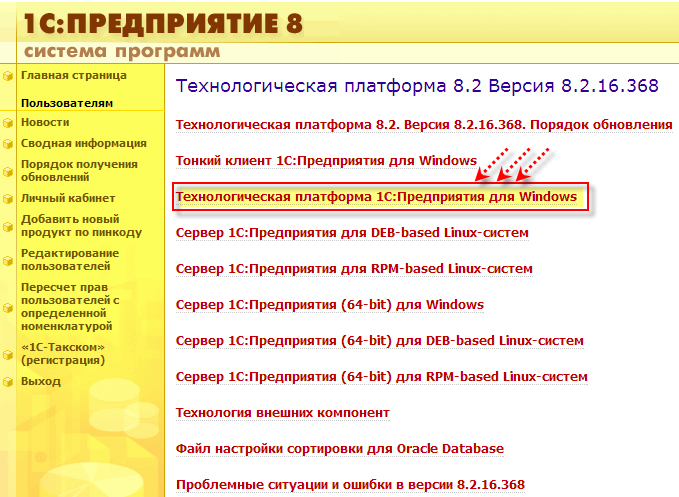 1С:ПРЕДПРИЯТИЕ 8
система программ
Главная страница
Пользователям
Новости
Сводная информация
Порядок получения
обновлений
Личный кабинет
Добавить новый
продукт по пинкоду
Редактирование
пользователей
Пересчет прав
пользователей с
определенной
номенклатурой
«1С-Такском»
(регистрация)
Выход
Технологическая платформа 8.2 Версия 8.2.16.368
Технологическая платформа 8.2. Версия 8.2.16.368. Порядок обновления
Тонкий клиент 1С:Предприятия для Windows
Технологическая платформа 1С:Предприятия для Windows
Сервер 1С:Предприятия для DEB-based Linux-систем
Сервер 1С:Предприятия для RPM-based Linux-систем
Сервер 1С:Предприятия (64-bit) для Windows
Сервер 1С:Предприятия (64-bit) для DEB-based Linux-систем
Сервер 1С:Предприятия (64-bit) для RPM-based Linux-систем
Технология внешних компонент
Файл настройки сортировки для Oracle Database
Проблемные ситуации и ошибки в версии 8.2.16.368